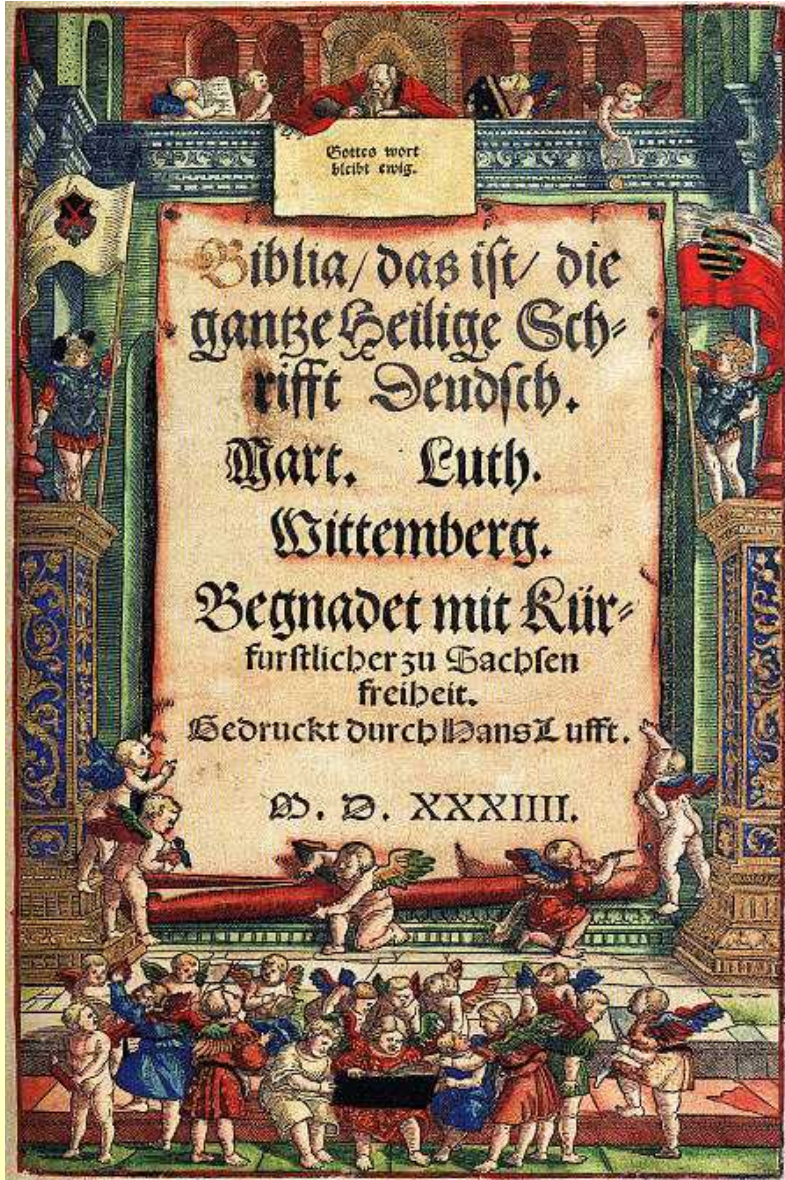 Gottes wort
bleibt ewig.
Biblia/ das ist/ die
gantze Heilige Sch⸗
rifft Deudsch.
Mart. Luth.
Wittemberg.
Begnadet mit Kür⸗
furstlicher zu Sachsen
freiheit.
Gedruckt durch Hans Lufft.
M. D. XXXIIII.